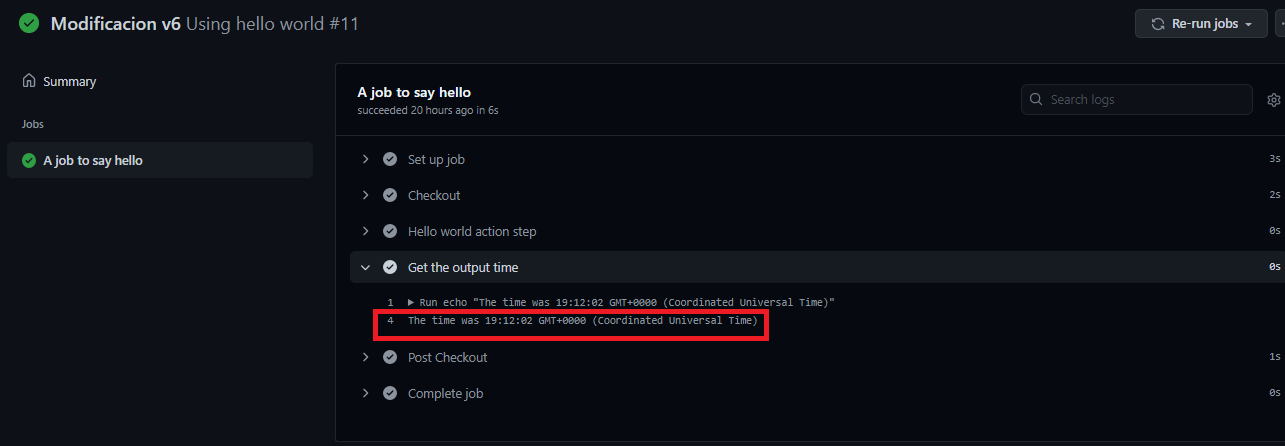 Modificacion v6 Using hello world #11
Re-run jobs
Summary
Jobs
A job to say hello
A job to say hello
succeeded 20 hours ago in 6s
Search logs
Set up job 3s
Checkout 2s
Hello world action step 0s
Get the output time 0s
1 Run echo "The time was 19:12:02 GMT+0000 (Coordinated Universal Time)"
4 The time was 19:12:02 GMT+0000 (Coordinated Universal Time)
Post Checkout 1s
Complete job 0s